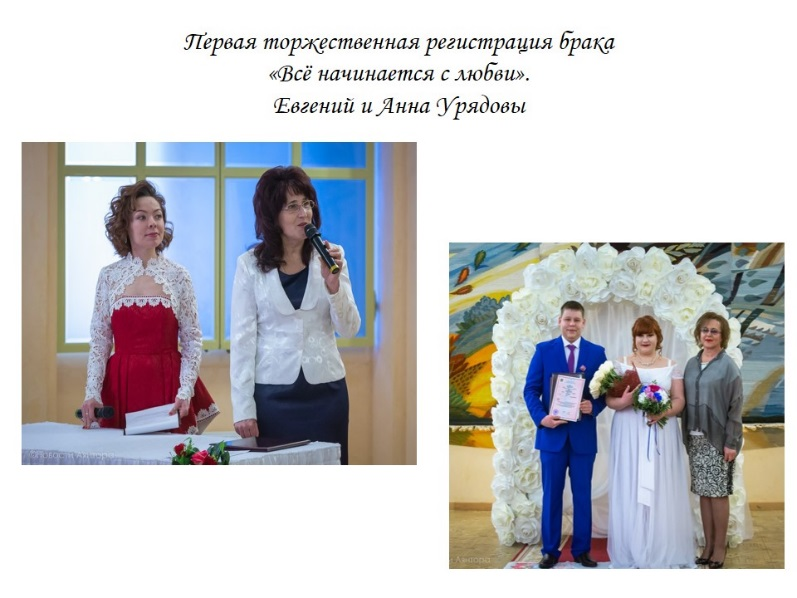 Первая торжественная регистрация брака
«Всё начинается с любви».
Евгений и Анна Урядовы